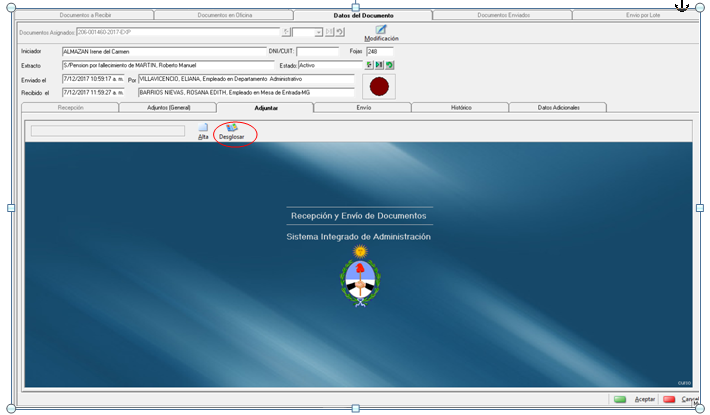 Documentos a Recibir Documentos en Oficina Datos del Documento Documentos Enviados Envio por Lote
Documentos Asignados: 206-001460-2017-EXP Modificación
Iniciador ALMAZAN Irene del Carmen DNI/CUIT: Fojas 248
Extracto S/Pension por fallecimento de MARTIN, Roberto Manuel Estado: Activo
Enviado el 7/12/2017 10:59:17 a. m. Por VILLAVICENCIO, ELIANA, Empleado en Departamento Administrativo
Recibido el 7/12/2017 11:59:27 a. m. BARRIOS NIEVAS, ROSANA EDITH, Empleado en Mesa de Entrada-MG
Recepción Adjuntos (General) Adjuntar Envío Histórico Datos Adicionales
Alta Desglosar
Recepción y Envío de Documentos
Sistema Integrado de Administración
curso
Aceptar Cancel